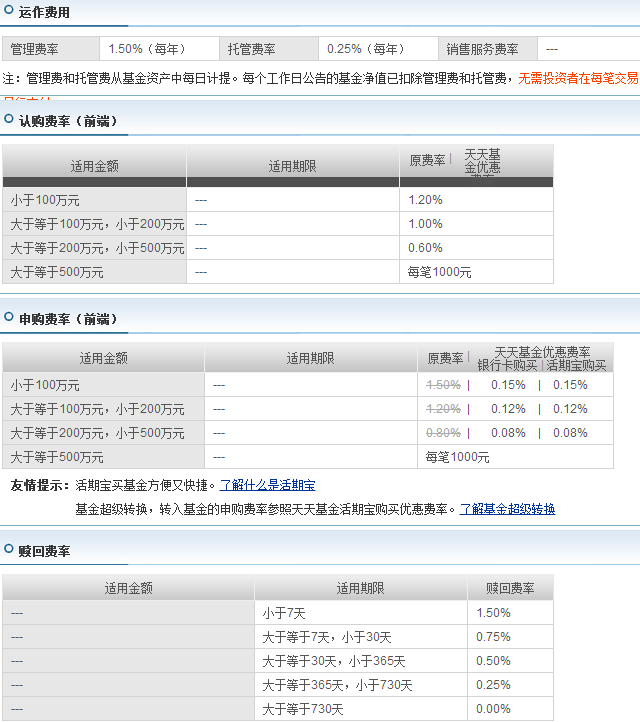 运作费用
管理费率 1.50%（每年） 托管费率 0.25%（每年） 销售服务费率 ---
注：管理费和托管费从基金资产中每日计提。每个工作日公告的基金净值已扣除管理费和托管费，无需投资者在每笔交易
认购费率（前端）
适用金额 适用期限 原费率 | 天天基金优惠
小于100万元 --- 1.20%
大于等于100万元，小于200万元 --- 1.00%
大于等于200万元，小于500万元 --- 0.60%
大于等于500万元 --- 每笔1000元
申购费率（前端）
适用金额 适用期限 原费率 | 天天基金优惠费率
银行卡购买 | 活期宝购买
小于100万元 --- 1.50% | 0.15% | 0.15%
大于等于100万元，小于200万元 --- 1.20% | 0.12% | 0.12%
大于等于200万元，小于500万元 --- 0.80% | 0.08% | 0.08%
大于等于500万元 --- 每笔1000元
友情提示：活期宝买基金方便又快捷。了解什么是活期宝
基金超级转换，转入基金的申购费率参照天天基金活期宝购买优惠费率。了解基金超级转换
赎回费率
适用金额 适用期限 赎回费率
--- 小于7天 1.50%
--- 大于等于7天，小于30天 0.75%
--- 大于等于30天，小于365天 0.50%
--- 大于等于365天，小于730天 0.25%
--- 大于等于730天 0.00%